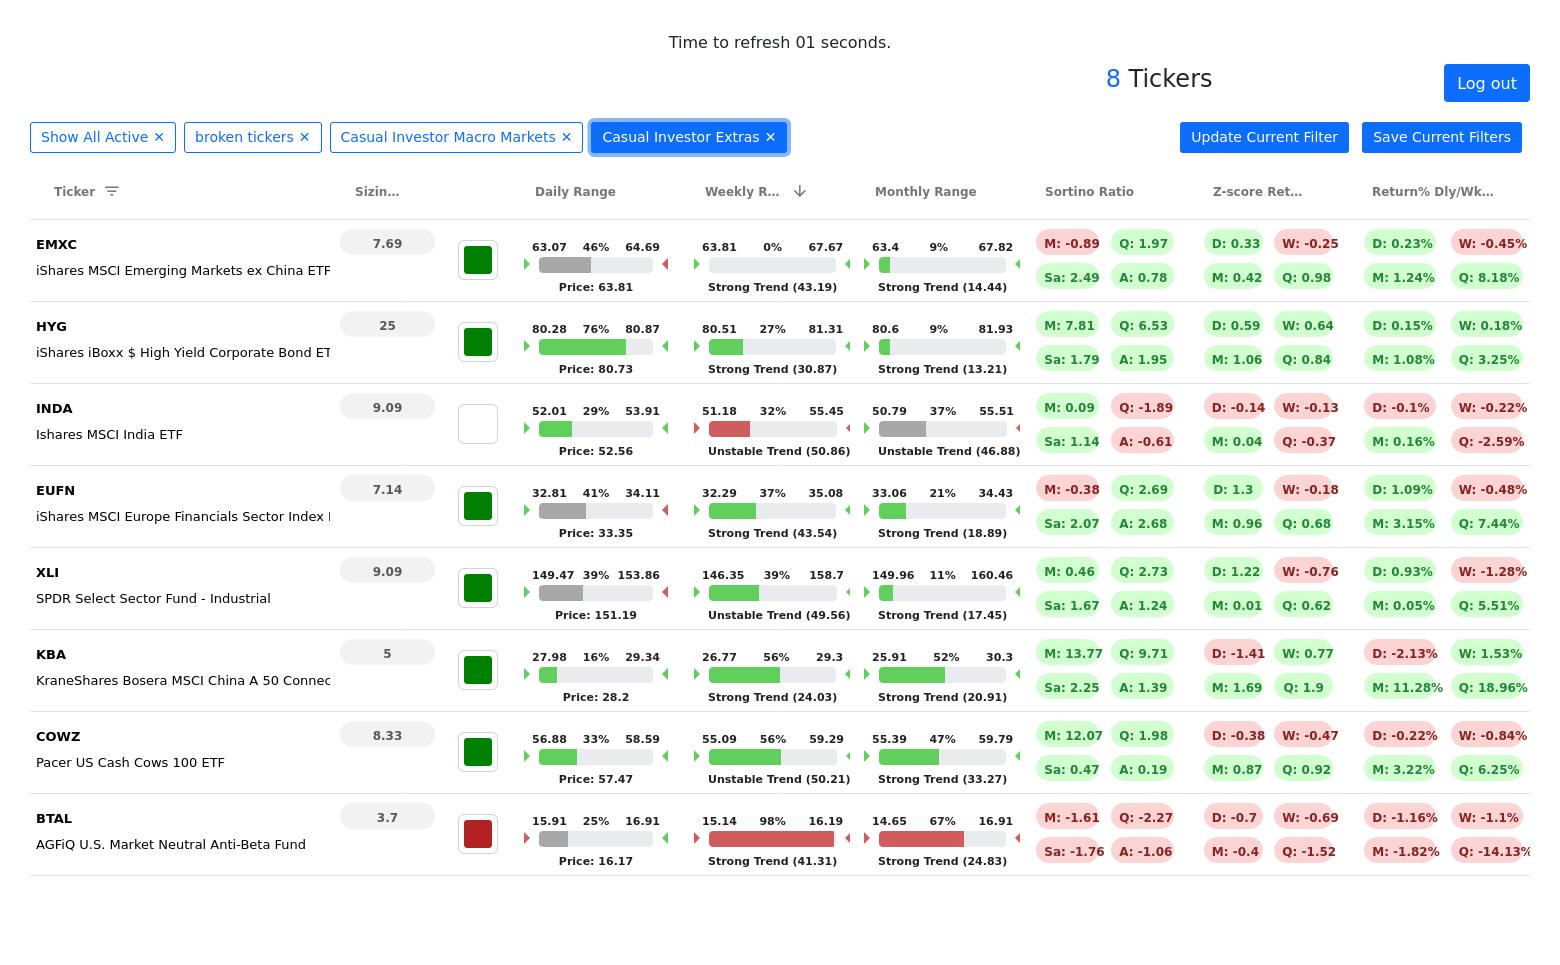 Time to refresh 01 seconds.
8 Tickers
Log out
Show All Active ✕ broken tickers ✕ Casual Investor Macro Markets ✕ Casual Investor Extras ✕ Update Current Filter Save Current Filters
Ticker Sizin... Daily Range Weekly R... Monthly Range Sortino Ratio Z-score Ret... Return% Dly/Wk...
EMXC 7.69 63.07 46% 64.69 63.81 0% 67.67 63.4 9% 67.82 M: -0.89 Q: 1.97 D: 0.33 W: -0.25 D: 0.23% W: -0.45%
iShares MSCI Emerging Markets ex China ETF Sa: 2.49 A: 0.78 M: 0.42 Q: 0.98 M: 1.24% Q: 8.18%
Price: 63.81 Strong Trend (43.19) Strong Trend (14.44)
HYG 25 80.28 76% 80.87 80.51 27% 81.31 80.6 9% 81.93 M: 7.81 Q: 6.53 D: 0.59 W: 0.64 D: 0.15% W: 0.18%
iShares iBoxx $ High Yield Corporate Bond ET Sa: 1.79 A: 1.95 M: 1.06 Q: 0.84 M: 1.08% Q: 3.25%
Price: 80.73 Strong Trend (30.87) Strong Trend (13.21)
INDA 9.09 52.01 29% 53.91 51.18 32% 55.45 50.79 37% 55.51 M: 0.09 Q: -1.89 D: -0.14 W: -0.13 D: -0.1% W: -0.22%
Ishares MSCI India ETF Sa: 1.14 A: -0.61 M: 0.04 Q: -0.37 M: 0.16% Q: -2.59%
Price: 52.56 Unstable Trend (50.86) Unstable Trend (46.88)
EUFN 7.14 32.81 41% 34.11 32.29 37% 35.08 33.06 21% 34.43 M: -0.38 Q: 2.69 D: 1.3 W: -0.18 D: 1.09% W: -0.48%
iShares MSCI Europe Financials Sector Index Sa: 2.07 A: 2.68 M: 0.96 Q: 0.68 M: 3.15% Q: 7.44%
Price: 33.35 Strong Trend (43.54) Strong Trend (18.89)
XLI 9.09 149.47 39% 153.86 146.35 39% 158.7 149.96 11% 160.46 M: 0.46 Q: 2.73 D: 1.22 W: -0.76 D: 0.93% W: -1.28%
SPDR Select Sector Fund - Industrial Sa: 1.67 A: 1.24 M: 0.01 Q: 0.62 M: 0.05% Q: 5.51%
Price: 151.19 Unstable Trend (49.56) Strong Trend (17.45)
KBA 5 27.98 16% 29.34 26.77 56% 29.3 25.91 52% 30.3 M: 13.77 Q: 9.71 D: -1.41 W: 0.77 D: -2.13% W: 1.53%
KraneShares Bosera MSCI China A 50 Connec Sa: 2.25 A: 1.39 M: 1.69 Q: 1.9 M: 11.28% Q: 18.96%
Price: 28.2 Strong Trend (24.03) Strong Trend (20.91)
COWZ 8.33 56.88 33% 58.59 55.09 56% 59.29 55.39 47% 59.79 M: 12.07 Q: 1.98 D: -0.38 W: -0.47 D: -0.22% W: -0.84%
Pacer US Cash Cows 100 ETF Sa: 0.47 A: 0.19 M: 0.87 Q: 0.92 M: 3.22% Q: 6.25%
Price: 57.47 Unstable Trend (50.21) Strong Trend (33.27)
BTAL 3.7 15.91 25% 16.91 15.14 98% 16.19 14.65 67% 16.91 M: -1.61 Q: -2.27 D: -0.7 W: -0.69 D: -1.16% W: -1.1%
AGFiQ U.S. Market Neutral Anti-Beta Fund Sa: -1.76 A: -1.06 M: -0.4 Q: -1.52 M: -1.82% Q: -14.13%
Price: 16.17 Strong Trend (41.31) Strong Trend (24.83)